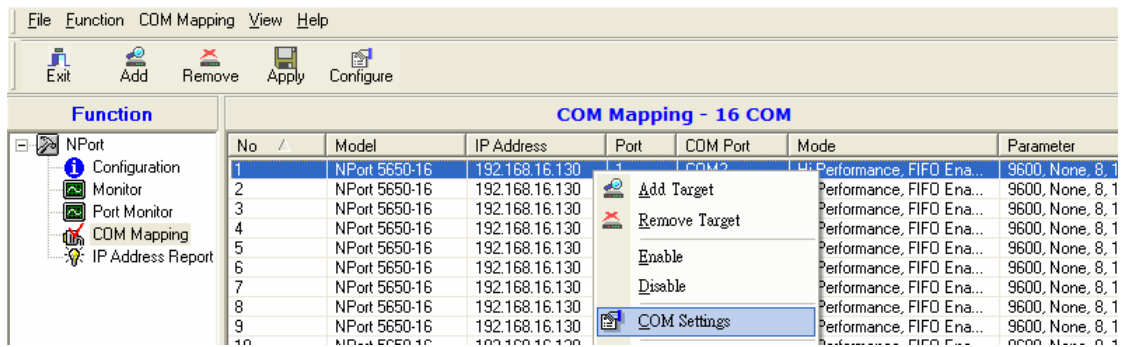 File Function COM Mapping View Help
Exit Add Remove Apply Configure
Function
COM Mapping - 16 COM
NPort
Configuration
Monitor
Port Monitor
COM Mapping
IP Address Report
No Model IP Address Port COM Port Mode Parameter
1 NPort 5650-16 192.168.16.130 1 COM2 Hi Performance, FIFO Ena... 9600, None, 8, 1
2 NPort 5650-16 192.168.16.130 Performance, FIFO Ena... 9600, None, 8, 1
3 NPort 5650-16 192.168.16.130 Performance, FIFO Ena... 9600, None, 8, 1
4 NPort 5650-16 192.168.16.130 Performance, FIFO Ena... 9600, None, 8, 1
5 NPort 5650-16 192.168.16.130 Performance, FIFO Ena... 9600, None, 8, 1
6 NPort 5650-16 192.168.16.130 Performance, FIFO Ena... 9600, None, 8, 1
7 NPort 5650-16 192.168.16.130 Performance, FIFO Ena... 9600, None, 8, 1
8 NPort 5650-16 192.168.16.130 Performance, FIFO Ena... 9600, None, 8, 1
9 NPort 5650-16 192.168.16.130 Performance, FIFO Ena... 9600, None, 8, 1
Add Target
Remove Target
Enable
Disable
COM Settings